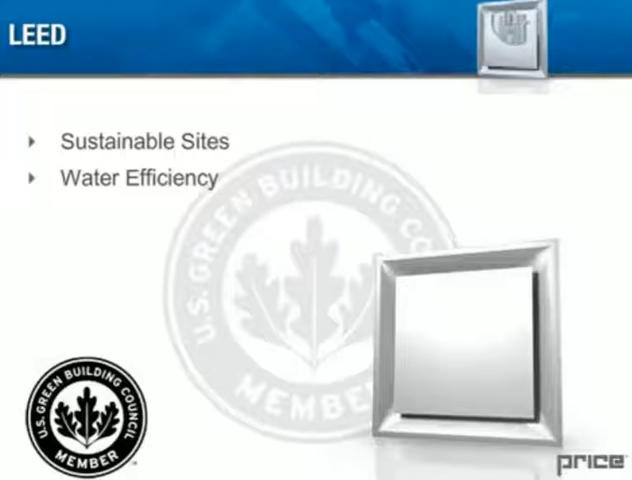 LEED
Sustainable Sites
Water Efficiency
U.S. GREEN BUILDING COUNCIL
MEMBER
U.S. GREEN BUILDING COUNCIL
MEMBER
price